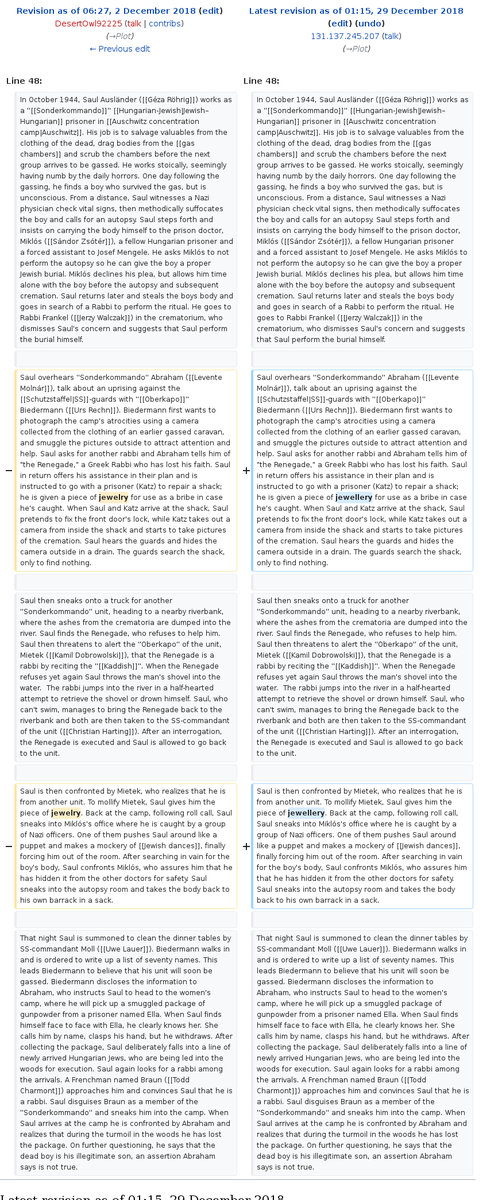 Revision as of 06:27, 2 December 2018 (edit)
DesertOwl92225 (talk | contribs)
(→Plot)
← Previous edit
Latest revision as of 01:15, 29 December 2018
(edit) (undo)
131.137.245.207 (talk)
(→Plot)
Line 48:
In October 1944, Saul Ausländer ([[Géza Röhrig]]) works as
a ''[[Sonderkommando]]'' [[Hungarian-Jewish|Jewish–
Hungarian]] prisoner in [[Auschwitz concentration
camp|Auschwitz]]. His job is to salvage valuables from the
clothing of the dead, drag bodies from the [[gas
chambers]] and scrub the chambers before the next
group arrives to be gassed. He works stoically, seemingly
having numb by the daily horrors. One day following the
gassing, he finds a boy who survived the gas, but is
unconscious. From a distance, Saul witnesses a Nazi
physician check vital signs, then methodically suffocates
the boy and calls for an autopsy. Saul steps forth and
insists on carrying the body himself to the prison doctor,
Miklós ([[Sándor Zsótér]]), a fellow Hungarian prisoner and
a forced assistant to Josef Mengele. He asks Miklós to not
perform the autopsy so he can give the boy a proper
Jewish burial. Miklós declines his plea, but allows him time
alone with the boy before the autopsy and subsequent
cremation. Saul returns later and steals the boys body and
goes in search of a Rabbi to perform the ritual. He goes to
Rabbi Frankel ([[Jerzy Walczak]]) in the crematorium, who
dismisses Saul's concern and suggests that Saul perform
the burial himself.
Saul overhears ''Sonderkommando'' Abraham ([[Levente
Molnár]]), talk about an uprising against the
[[Schutzstaffel|SS]]-guards with ''[[Oberkapo]]''
Biedermann ([[Urs Rechn]]). Biedermann first wants to
photograph the camp's atrocities using a camera
collected from the clothing of an earlier gassed caravan,
and smuggle the pictures outside to attract attention and
help. Saul asks for another rabbi and Abraham tells him of
"the Renegade," a Greek Rabbi who has lost his faith. Saul
in return offers his assistance in their plan and is
instructed to go with a prisoner (Katz) to repair a shack;
he is given a piece of jewelry for use as a bribe in case
he's caught. When Saul and Katz arrive at the shack, Saul
pretends to fix the front door's lock, while Katz takes out a
camera from inside the shack and starts to take pictures
of the cremation. Saul hears the guards and hides the
camera outside in a drain. The guards search the shack,
only to find nothing.
Saul then sneaks onto a truck for another
''Sonderkommando'' unit, heading to a nearby riverbank,
where the ashes from the crematoria are dumped into the
river. Saul finds the Renegade, who refuses to help him.
Saul then threatens to alert the ''Oberkapo'' of the unit,
Mietek ([[Kamil Dobrowolski]]), that the Renegade is a
rabbi by reciting the ''[[Kaddish]]''. When the Renegade
refuses yet again Saul throws the man's shovel into the
water.  The rabbi jumps into the river in a half-hearted
attempt to retrieve the shovel or drown himself. Saul, who
can't swim, manages to bring the Renegade back to the
riverbank and both are then taken to the SS-commandant
of the unit ([[Christian Harting]]). After an interrogation,
the Renegade is executed and Saul is allowed to go back
to the unit.
Saul is then confronted by Mietek, who realizes that he is
from another unit. To mollify Mietek, Saul gives him the
piece of jewelry. Back at the camp, following roll call, Saul
sneaks into Miklós's office where he is caught by a group
of Nazi officers. One of them pushes Saul around like a
puppet and makes a mockery of [[Jewish dances]], finally
forcing him out of the room. After searching in vain for the
boy's body, Saul confronts Miklós, who assures him that he
has hidden it from the other doctors for safety. Saul
sneaks into the autopsy room and takes the body back to
his own barrack in a sack.
That night Saul is summoned to clean the dinner tables by
SS-commandant Moll ([[Uwe Lauer]]). Biedermann walks in
and is ordered to write up a list of seventy names. This
leads Biedermann to believe that his unit will soon be
gassed. Biedermann discloses the information to
Abraham, who instructs Saul to head to the women's
camp, where he will pick up a smuggled package of
gunpowder from a prisoner named Ella. When Saul finds
himself face to face with Ella, he clearly knows her. She
calls him by name, clasps his hand, but he withdraws. After
collecting the package, Saul deliberately falls into a line of
newly arrived Hungarian Jews, who are being led into the
woods for execution. Saul again looks for a rabbi among
the arrivals. A Frenchman named Braun ([[Todd
Charmont]]) approaches him and convinces Saul that he is
a rabbi. Saul disguises Braun as a member of the
''Sonderkommando'' and sneaks him into the camp. When
Saul arrives at the camp he is confronted by Abraham and
realizes that during the turmoil in the woods he has lost
the package. On further questioning, he says that the
dead boy is his illegitimate son, an assertion Abraham
says is not true.
Line 48:
In October 1944, Saul Ausländer ([[Géza Röhrig]]) works as
a ''[[Sonderkommando]]'' [[Hungarian-Jewish|Jewish–
Hungarian]] prisoner in [[Auschwitz concentration
camp|Auschwitz]]. His job is to salvage valuables from the
clothing of the dead, drag bodies from the [[gas
chambers]] and scrub the chambers before the next
group arrives to be gassed. He works stoically, seemingly
having numb by the daily horrors. One day following the
gassing, he finds a boy who survived the gas, but is
unconscious. From a distance, Saul witnesses a Nazi
physician check vital signs, then methodically suffocates
the boy and calls for an autopsy. Saul steps forth and
insists on carrying the body himself to the prison doctor,
Miklós ([[Sándor Zsótér]]), a fellow Hungarian prisoner
and a forced assistant to Josef Mengele. He asks Miklós to
not perform the autopsy so he can give the boy a proper
Jewish burial. Miklós declines his plea, but allows him
time alone with the boy before the autopsy and
subsequent cremation. Saul returns later and steals the
boys body and goes in search of a Rabbi to perform the
ritual. He goes to Rabbi Frankel ([[Jerzy Walczak]]) in the
crematorium, who dismisses Saul's concern and suggests
that Saul perform the burial himself.
Saul overhears ''Sonderkommando'' Abraham ([[Levente
Molnár]]), talk about an uprising against the
[[Schutzstaffel|SS]]-guards with ''[[Oberkapo]]''
Biedermann ([[Urs Rechn]]). Biedermann first wants to
photograph the camp's atrocities using a camera
collected from the clothing of an earlier gassed caravan,
and smuggle the pictures outside to attract attention and
help. Saul asks for another rabbi and Abraham tells him of
"the Renegade," a Greek Rabbi who has lost his faith. Saul
in return offers his assistance in their plan and is
instructed to go with a prisoner (Katz) to repair a shack;
he is given a piece of jewellery for use as a bribe in case
he's caught. When Saul and Katz arrive at the shack, Saul
pretends to fix the front door's lock, while Katz takes out a
camera from inside the shack and starts to take pictures
of the cremation. Saul hears the guards and hides the
camera outside in a drain. The guards search the shack,
only to find nothing.
Saul then sneaks onto a truck for another
''Sonderkommando'' unit, heading to a nearby riverbank,
where the ashes from the crematoria are dumped into the
river. Saul finds the Renegade, who refuses to help him.
Saul then threatens to alert the ''Oberkapo'' of the unit,
Mietek ([[Kamil Dobrowolski]]), that the Renegade is a
rabbi by reciting the ''[[Kaddish]]''. When the Renegade
refuses yet again Saul throws the man's shovel into the
water.  The rabbi jumps into the river in a half-hearted
attempt to retrieve the shovel or drown himself. Saul, who
can't swim, manages to bring the Renegade back to the
riverbank and both are then taken to the SS-commandant
of the unit ([[Christian Harting]]). After an interrogation,
the Renegade is executed and Saul is allowed to go back
to the unit.
Saul is then confronted by Mietek, who realizes that he is
from another unit. To mollify Mietek, Saul gives him the
piece of jewellery. Back at the camp, following roll call,
Saul sneaks into Miklós's office where he is caught by a
group of Nazi officers. One of them pushes Saul around
like a puppet and makes a mockery of [[Jewish dances]],
finally forcing him out of the room. After searching in vain
for the boy's body, Saul confronts Miklós, who assures him
that he has hidden it from the other doctors for safety.
Saul sneaks into the autopsy room and takes the body
back to his own barrack in a sack.
That night Saul is summoned to clean the dinner tables by
SS-commandant Moll ([[Uwe Lauer]]). Biedermann walks
in and is ordered to write up a list of seventy names. This
leads Biedermann to believe that his unit will soon be
gassed. Biedermann discloses the information to
Abraham, who instructs Saul to head to the women's
camp, where he will pick up a smuggled package of
gunpowder from a prisoner named Ella. When Saul finds
himself face to face with Ella, he clearly knows her. She
calls him by name, clasps his hand, but he withdraws.
After collecting the package, Saul deliberately falls into a
line of newly arrived Hungarian Jews, who are being led
into the woods for execution. Saul again looks for a rabbi
among the arrivals. A Frenchman named Braun ([[Todd
Charmont]]) approaches him and convinces Saul that he
is a rabbi. Saul disguises Braun as a member of the
''Sonderkommando'' and sneaks him into the camp. When
Saul arrives at the camp he is confronted by Abraham and
realizes that during the turmoil in the woods he has lost
the package. On further questioning, he says that the
dead boy is his illegitimate son, an assertion Abraham
says is not true.
Latest revision as of 01:15, 29 December 2018